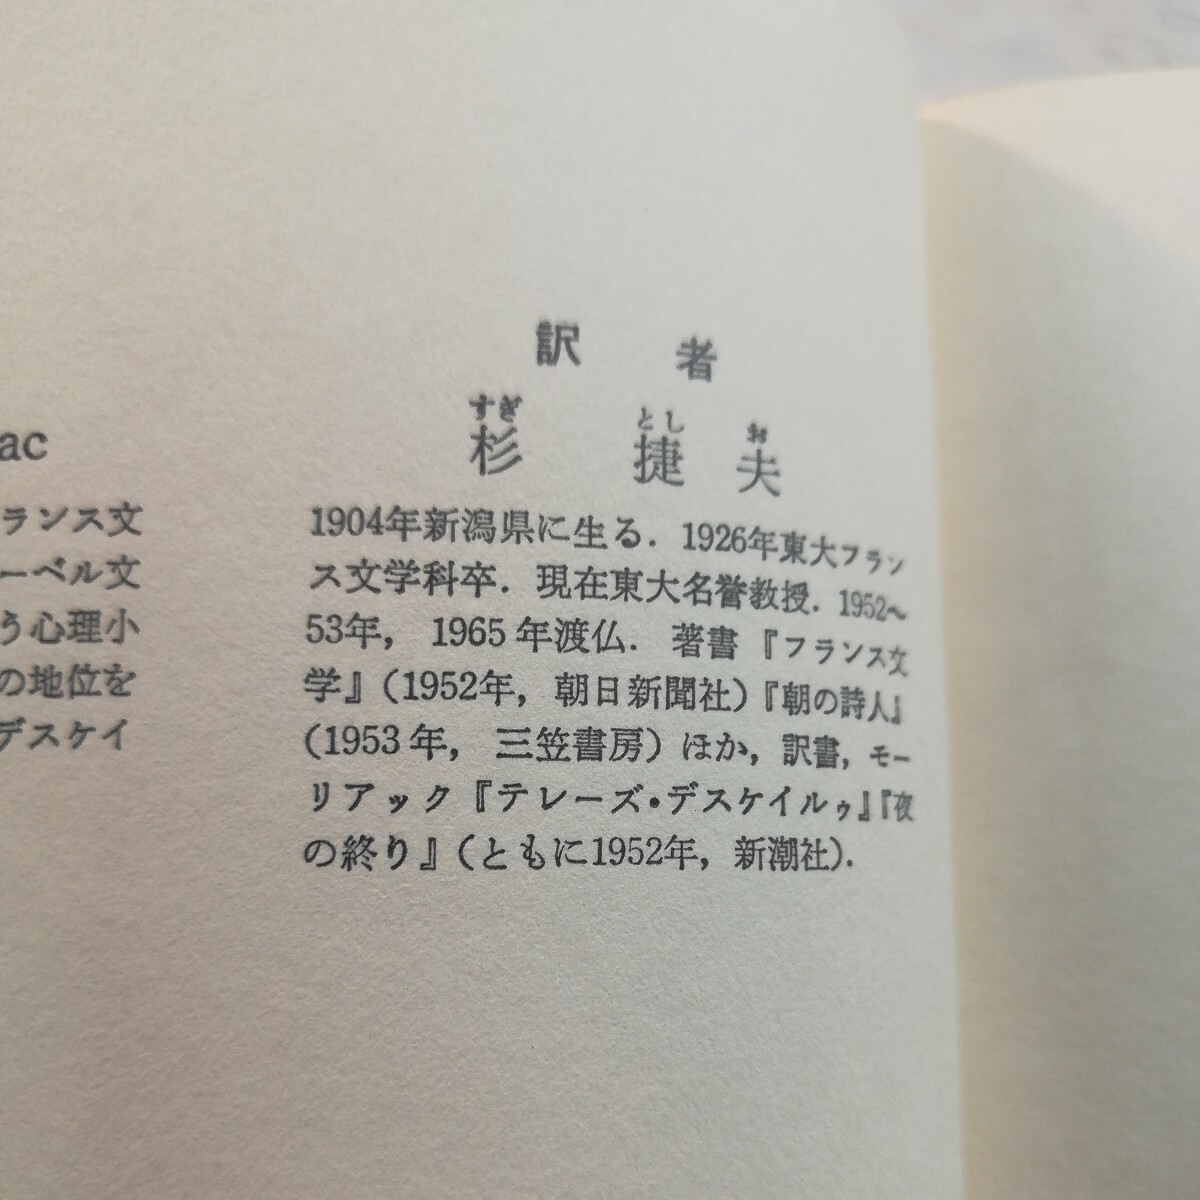 ac
ランス文
ーベル文
う心理小
の地位を
デスケイ
訳者
すぎ とし お
杉 捷夫
1904年新潟県に生る. 1926年東大フラン
ス文学科卒. 現在東大名誉教授. 1952〜
53年, 1965年渡仏. 著書『フランス文
学』(1952年, 朝日新聞社)『朝の詩人』
(1953年, 三笠書房) ほか, 訳書, モー
リアック『テレーズ・デスケイルゥ』『夜
の終り』(ともに1952年, 新潮社).